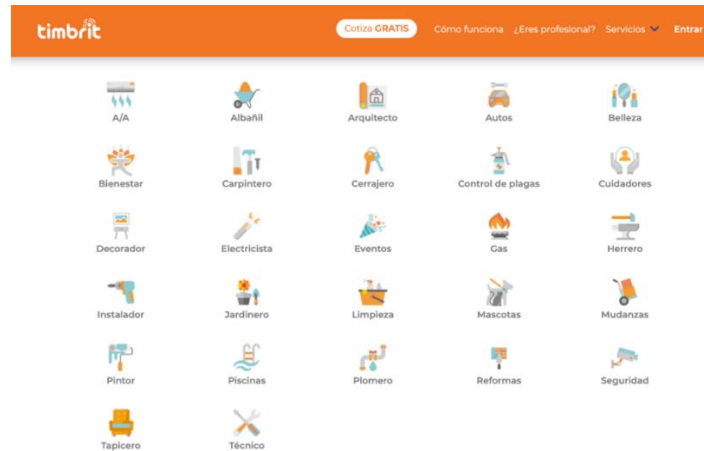 timbrit
Cotiza GRATIS
Cómo funciona
¿Eres profesional?
Servicios
Entrar
A/A
Albañil
Arquitecto
Autos
Belleza
Bienestar
Carpintero
Cerrajero
Control de plagas
Cuidadores
Decorador
Electricista
Eventos
Gas
Herrero
Instalador
Jardinero
Limpieza
Mascotas
Mudanzas
Pintor
Piscinas
Plomero
Reformas
Seguridad
Tapicero
Técnico